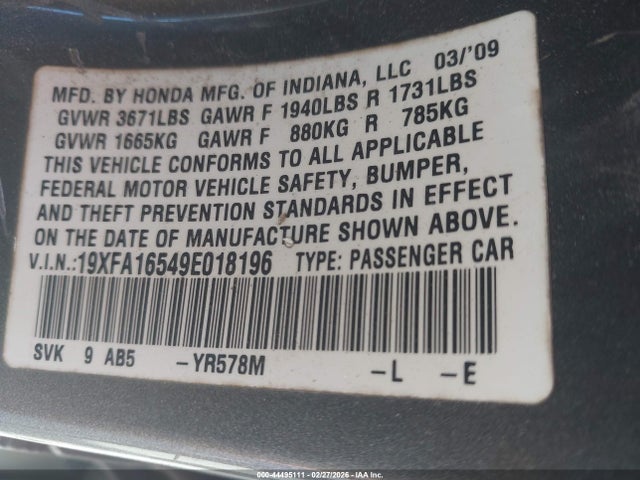 MFD. BY HONDA MFG. OF INDIANA, LLC 03/'09
GVWR 3671LBS GAWR F 1940LBS R 1731LBS
GVWR 1665KG GAWR F 880KG R 785KG
THIS VEHICLE CONFORMS TO ALL APPLICABLE
FEDERAL MOTOR VEHICLE SAFETY, BUMPER,
AND THEFT PREVENTION STANDARDS IN EFFECT
ON THE DATE OF MANUFACTURE SHOWN ABOVE.
V.I.N.:19XFA16549E018196 TYPE: PASSENGER CAR
SVK 9 AB5 -YR578M -L -E
000-44495111 - 02/27/2026 - IAA Inc.